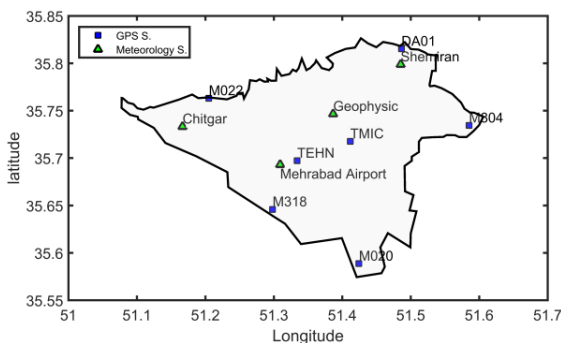 35.85
GPS S.
Meteorology S.
DA01
Shemiran
35.8
M022
Geophysic
35.75
Chitgar
M304
TMIC
TEHN
35.7
Mehrabad Airport
M318
35.65
35.6
M020
35.55
51
51.1
51.2
51.3
51.4
51.5
51.6
51.7
latitude
Longitude